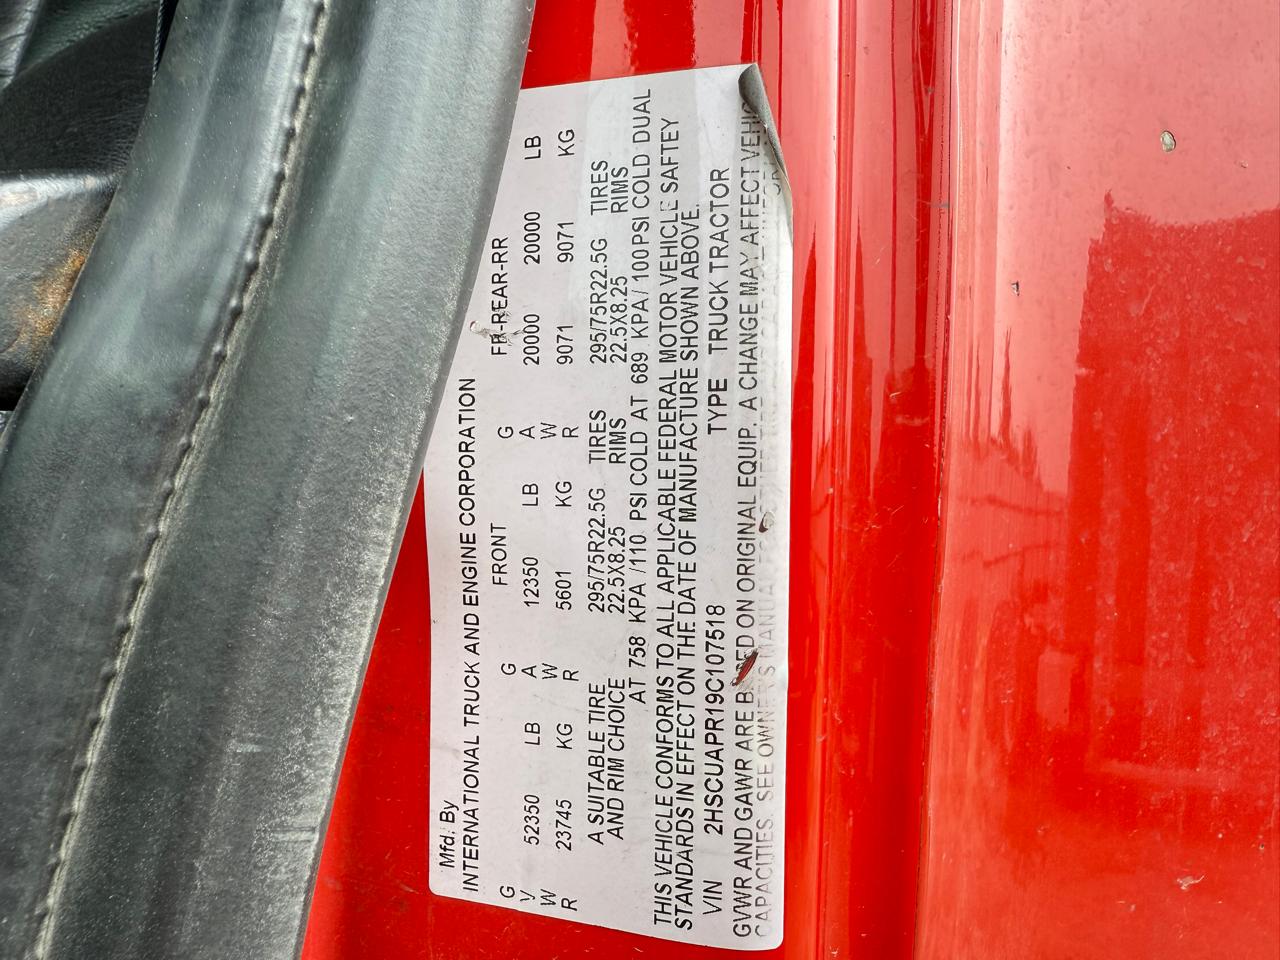 Mfd. By
INTERNATIONAL TRUCK AND ENGINE CORPORATION
G FRONT G FR-REAR-RR
V 52350 LB A 12350 LB A 20000 20000 LB
W 23745 KG W 5601 KG W 9071 9071 KG
R R R
A SUITABLE TIRE 295/75R22.5G TIRES 295/75R22.5G TIRES
AND RIM CHOICE 22.5X8.25 RIMS 22.5X8.25 RIMS
AT 758 KPA /110 PSI COLD AT 689 KPA / 100 PSI COLD DUAL
THIS VEHICLE CONFORMS TO ALL APPLICABLE FEDERAL MOTOR VEHICLE SAFTEY
STANDARDS IN EFFECT ON THE DATE OF MANUFACTURE SHOWN ABOVE.
VIN 2HSCUAPR19C107518 TYPE TRUCK TRACTOR
GVWR AND GAWR ARE BASED ON ORIGINAL EQUIP. A CHANGE MAY AFFECT
CAPACITIES. SEE OWNER'S MANUAL